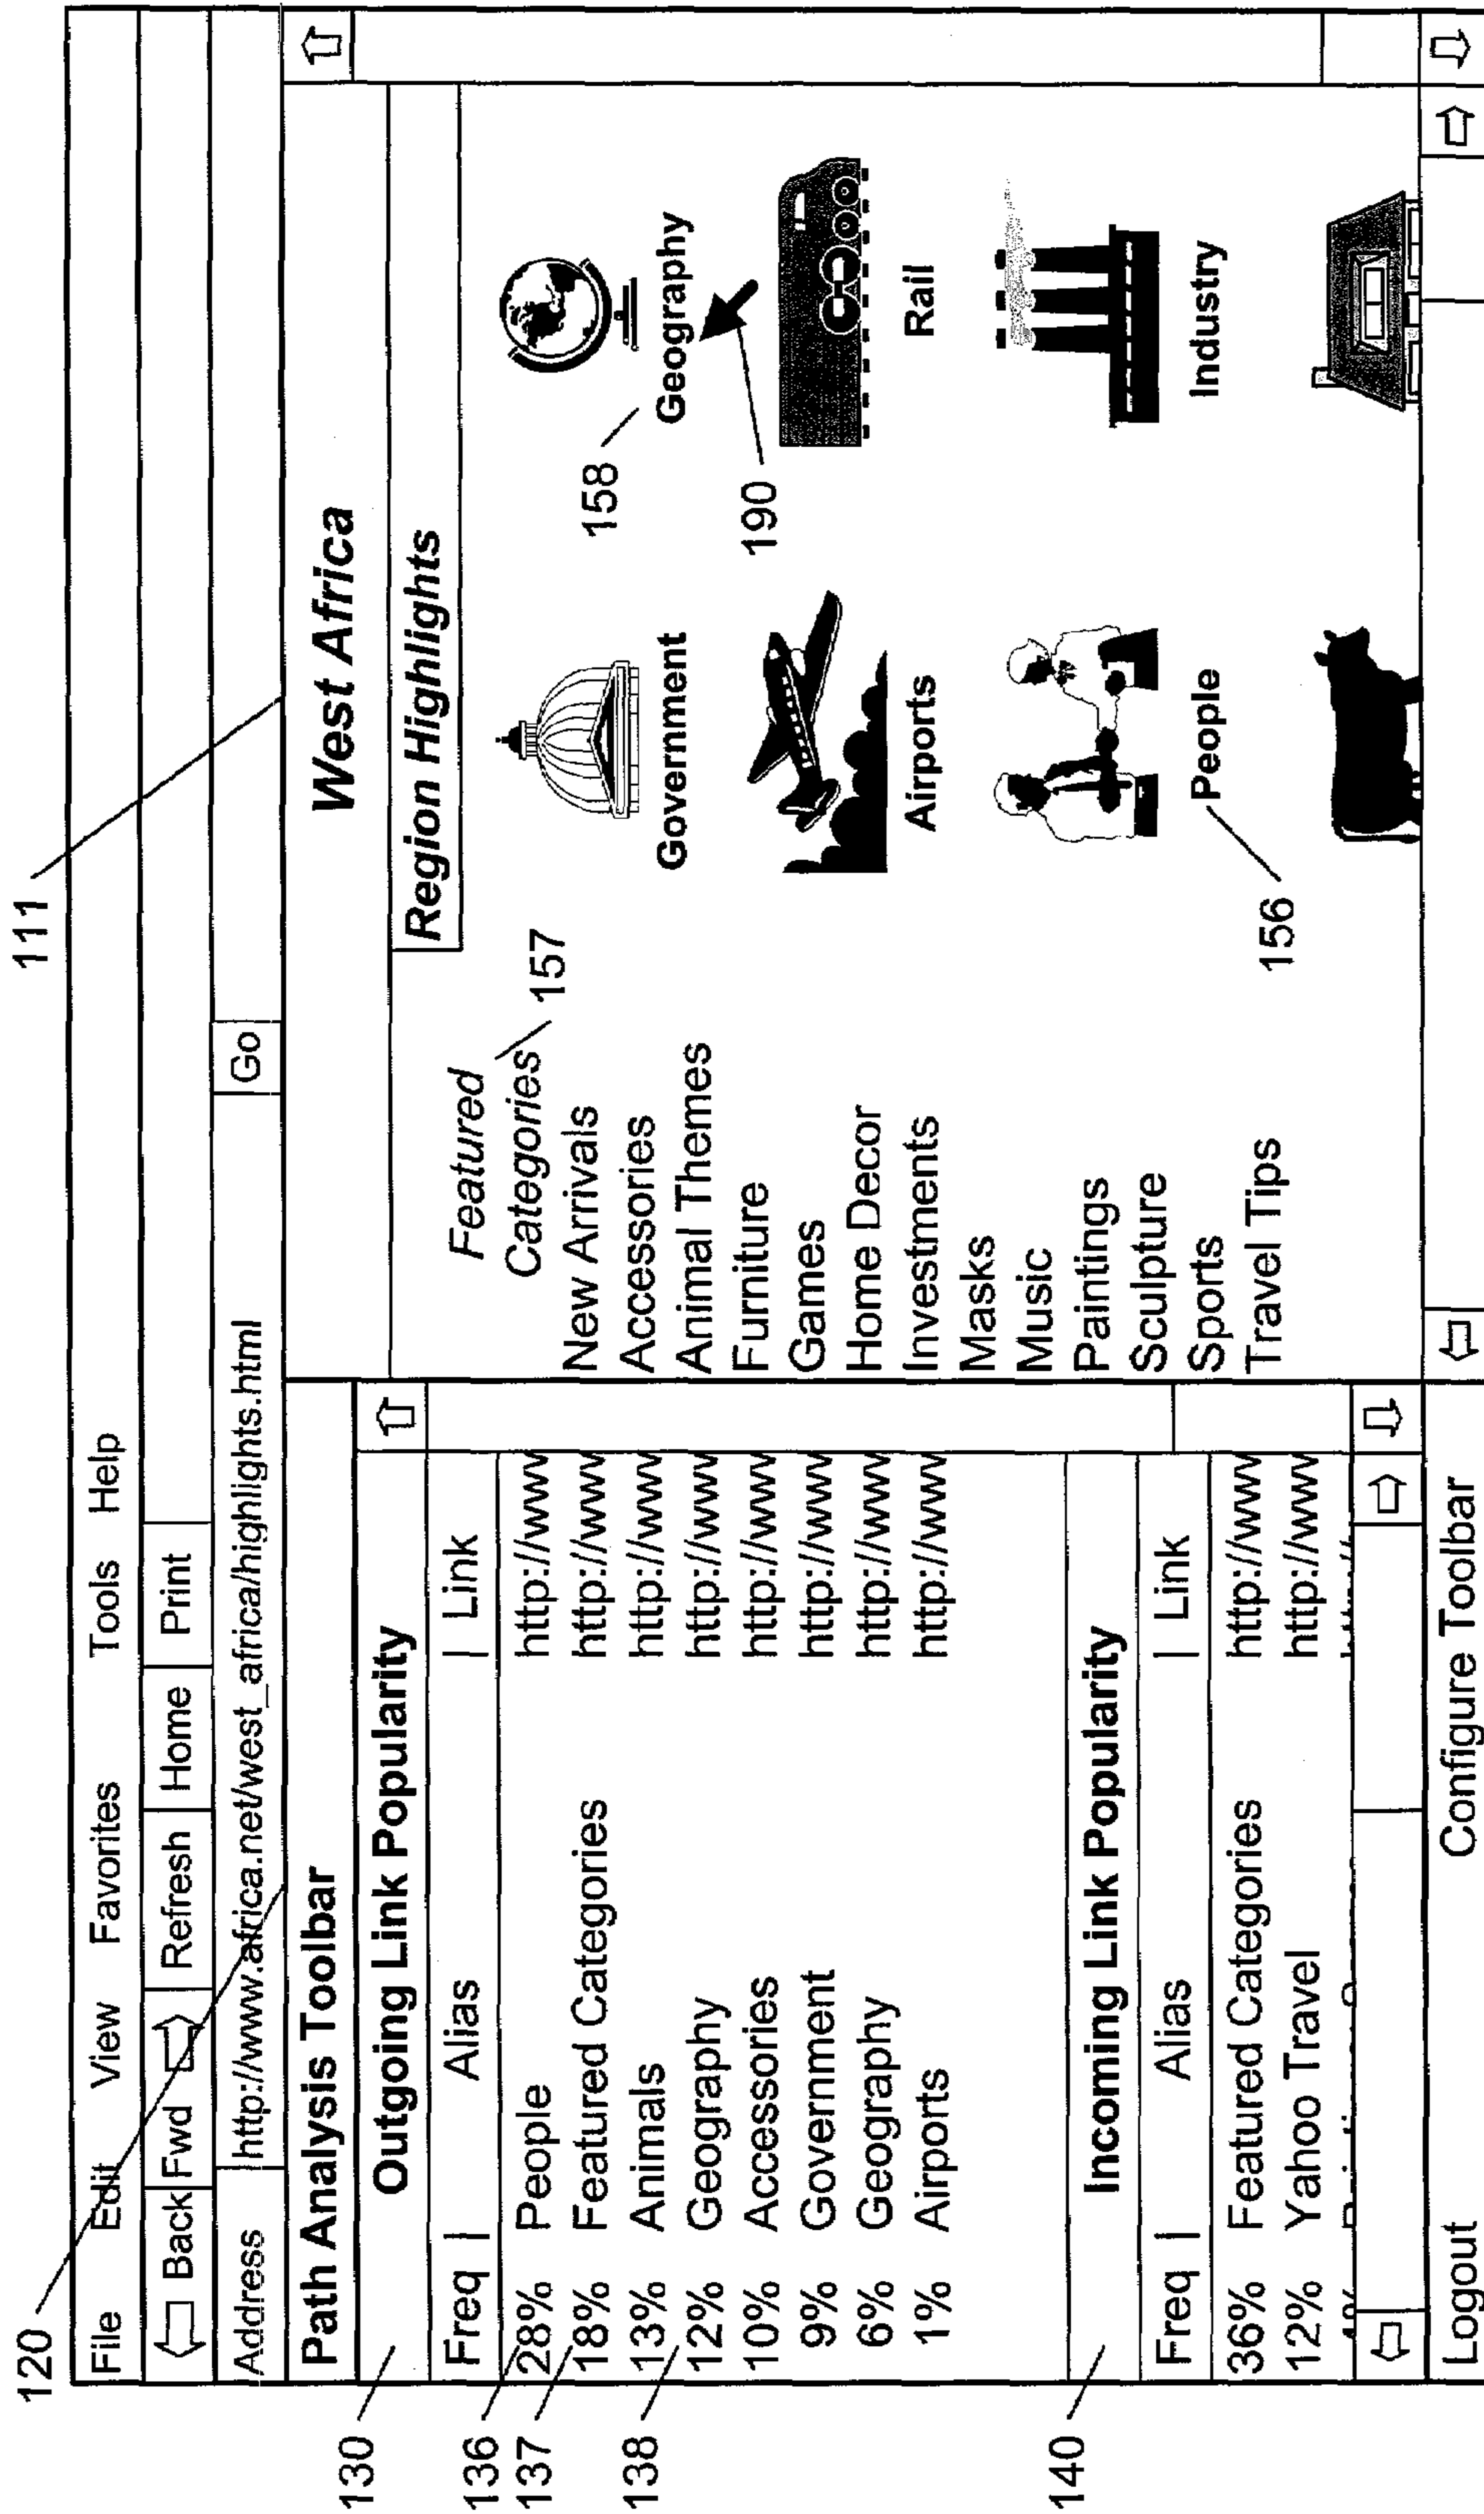 120
111
File Edit View Favorites Tools Help
Back Fwd Refresh Home Print
Address http://www.africa.net/west_africa/highlights.html Go
Path Analysis Toolbar
130
Outgoing Link Popularity
Freq | Alias | Link
136
28% People http://www
137
18% Featured Categories http://www
13% Animals http://www
138
12% Geography http://www
10% Accessories http://www
9% Government http://www
6% Geography http://www
1% Airports http://www
140
Incoming Link Popularity
Freq | Alias | Link
36% Featured Categories http://www
12% Yahoo Travel http://www
Logout Configure Toolbar
West Africa
Region Highlights
Featured
Categories
157
New Arrivals
Accessories
Animal Themes
Furniture
Games
Home Decor
Investments
Masks
Music
Paintings
Sculpture
Sports
Travel Tips
Government
158
Geography
190
Airports
Rail
People
156
Industry